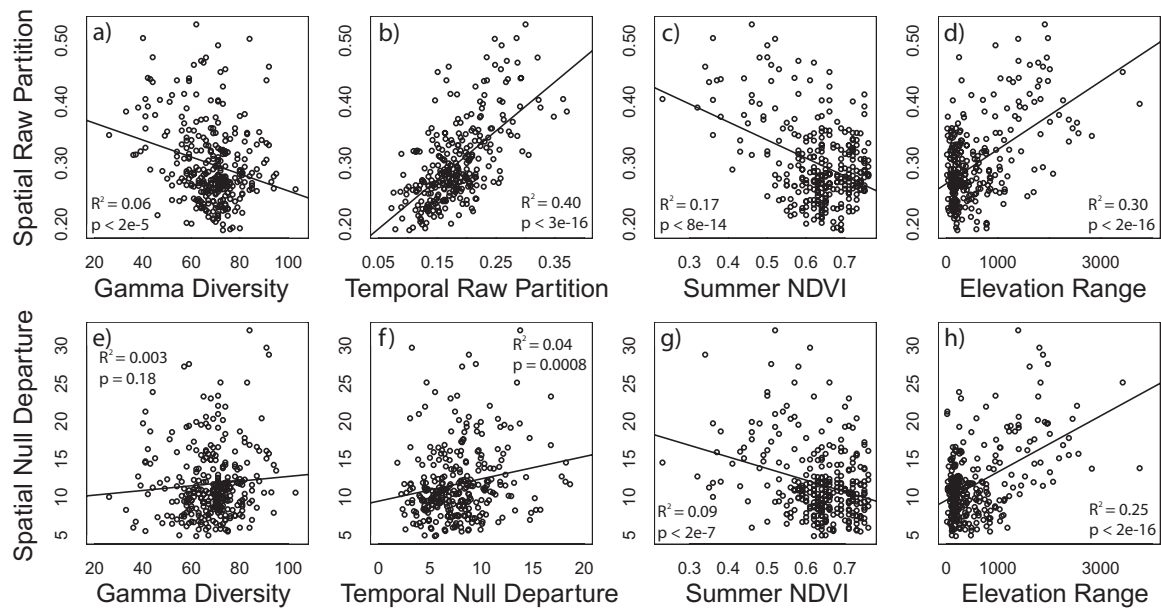 a)
b)
c)
d)
Spatial Raw Partition
0.20 0.30 0.40 0.50
R² = 0.06
p < 2e-5
20 40 60 80 100
Gamma Diversity
R² = 0.40
p < 3e-16
0.05 0.15 0.25 0.35
Temporal Raw Partition
0.20 0.30 0.40 0.50
R² = 0.17
p < 8e-14
0.3 0.4 0.5 0.6 0.7
Summer NDVI
0.20 0.30 0.40 0.50
R² = 0.30
p < 2e-16
0 1000 3000
Elevation Range
e)
f)
g)
h)
Spatial Null Departure
5 10 15 20 25 30
R² = 0.003
p = 0.18
20 40 60 80 100
Gamma Diversity
5 10 15 20 25 30
R² = 0.04
p = 0.0008
0 5 10 15 20
Temporal Null Departure
5 10 15 20 25 30
R² = 0.09
p < 2e-7
0.3 0.4 0.5 0.6 0.7
Summer NDVI
5 10 15 20 25 30
R² = 0.25
p < 2e-16
0 1000 3000
Elevation Range